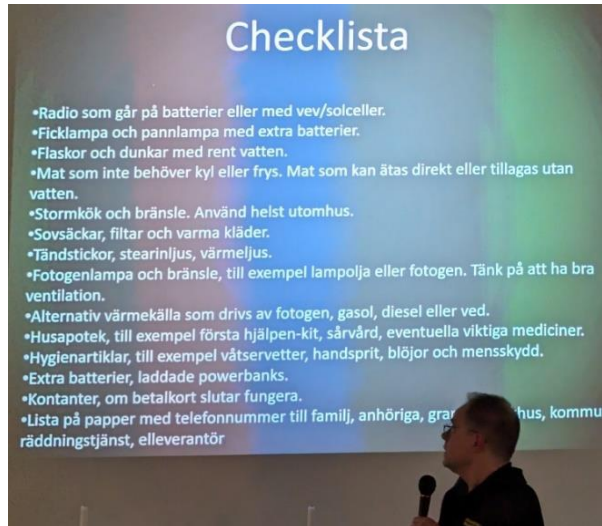 Checklista
•Radio som går på batterier eller med vev/solceller.
•Ficklampa och pannlampa med extra batterier.
•Flaskor och dunkar med rent vatten.
•Mat som inte behöver kyl eller frys. Mat som kan ätas direkt eller tillagas utan
vatten.
•Stormkök och bränsle. Använd helst utomhus.
•Sovsäckar, filtar och varma kläder.
•Tändstickor, stearinljus, värmeljus.
•Fotogenlampa och bränsle, till exempel lampolja eller fotogen. Tänk på att ha bra
ventilation.
•Alternativ värmekälla som drivs av fotogen, gasol, diesel eller ved.
•Husapotek, till exempel första hjälpen-kit, sårvård, eventuella viktiga mediciner.
•Hygienartiklar, till exempel våtservetter, handsprit, blöjor och mensskydd.
•Extra batterier, laddade powerbanks.
•Kontanter, om betalkort slutar fungera.
•Lista på papper med telefonnummer till familj, anhöriga,
räddningstjänst, elleverantör